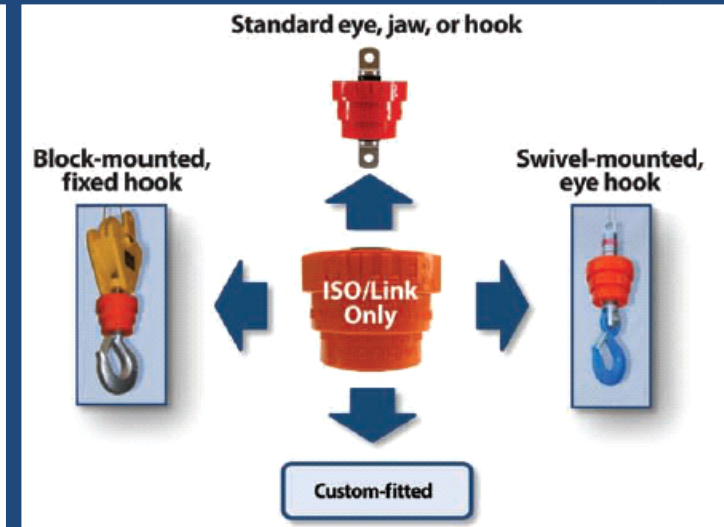 Standard eye, jaw, or hook
Block-mounted,
fixed hook
Swivel-mounted,
eye hook
ISO/Link
Only
Custom-fitted